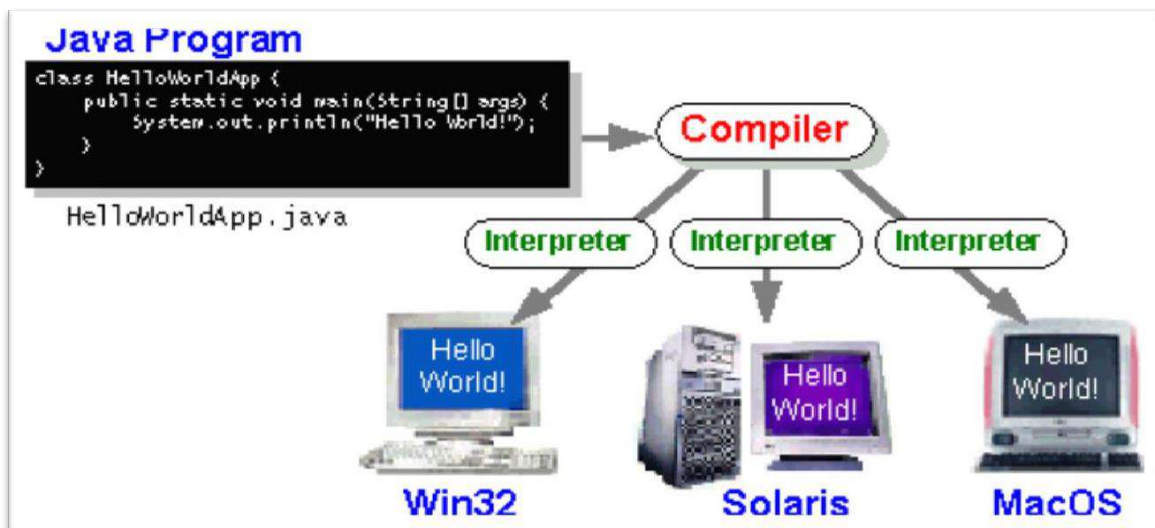 Java Program
class HelloWorldApp {
public static void main(String[] args) {
System.out.println("Hello World!");
}
}
HelloWorldApp.java
Compiler
Interpreter
Interpreter
Interpreter
Hello
World!
Hello
World!
Hello
World!
Win32
Solaris
MacOS